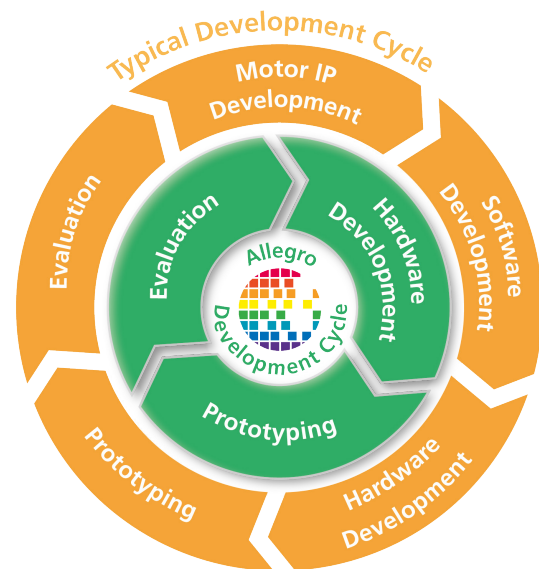 Typical Development Cycle
Motor IP
Development
Software
Development
Hardware
Development
Prototyping
Evaluation
Hardware
Development
Prototyping
Evaluation
Allegro
Development Cycle